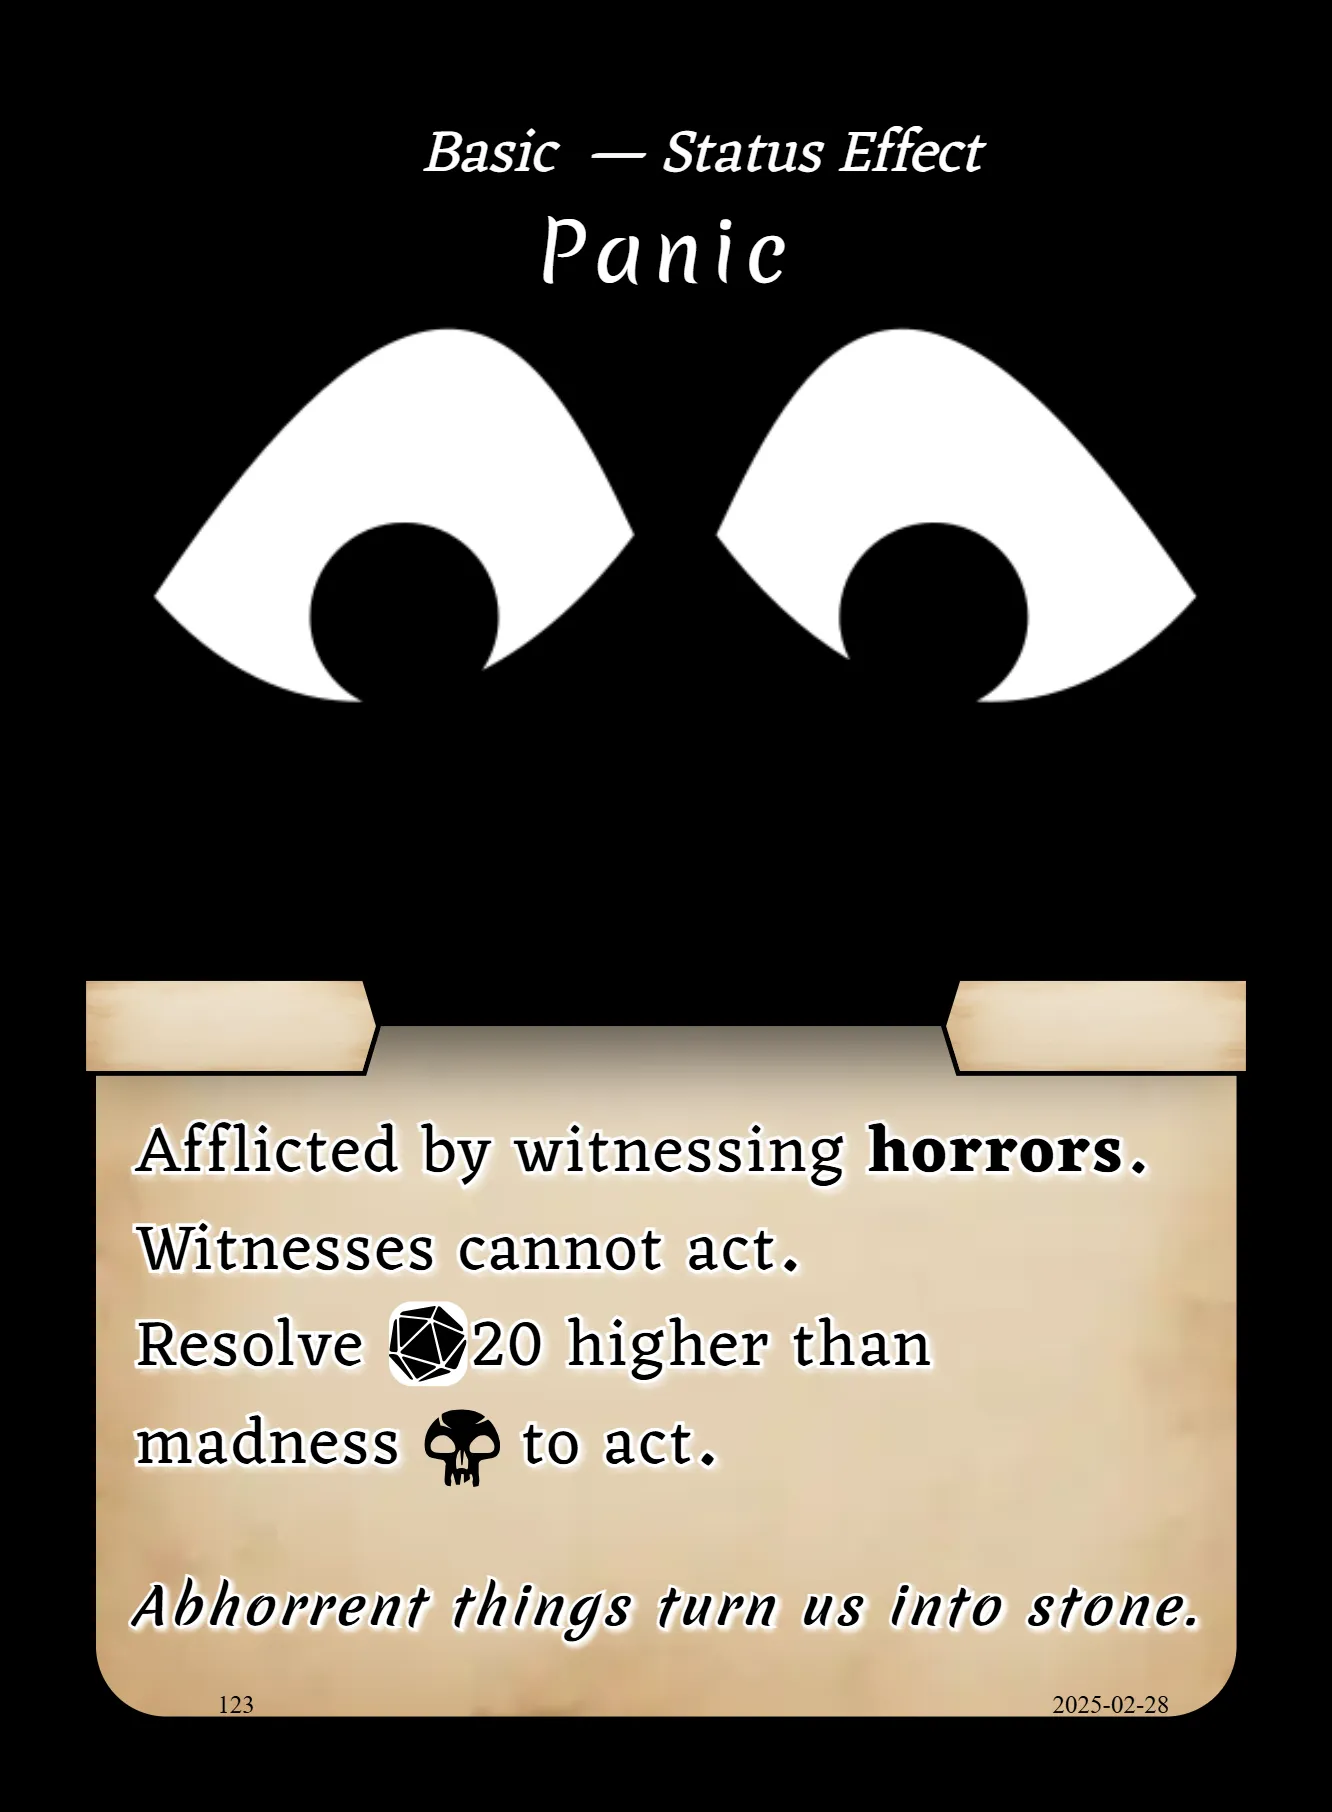 Basic — Status Effect
Panic
Afflicted by witnessing horrors.
Witnesses cannot act.
Resolve 20 higher than
madness to act.
Abhorrent things turn us into stone.
123
2025-02-28